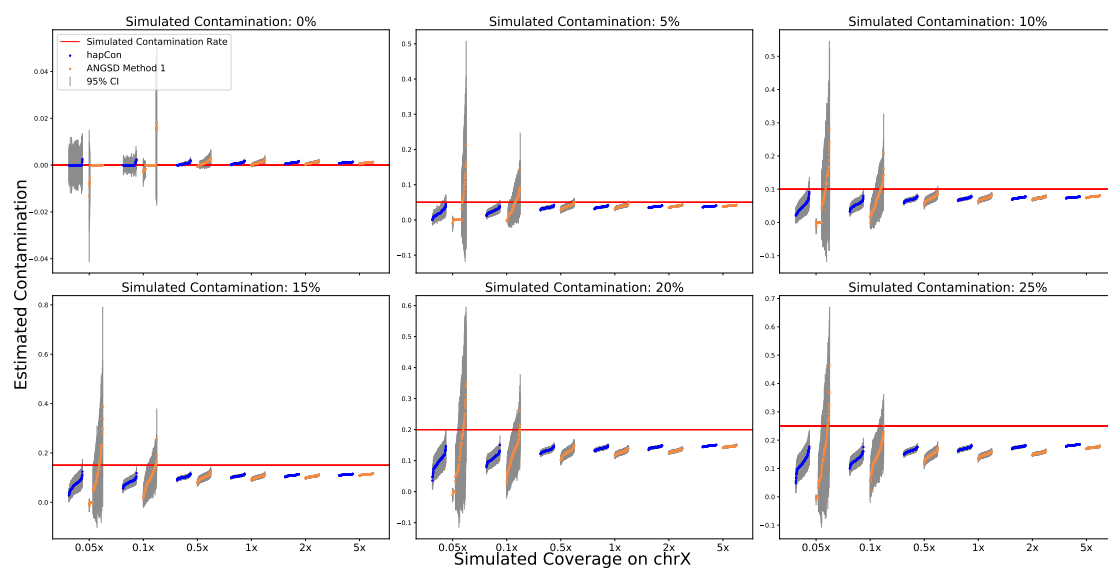 Simulated Contamination: 0%
Simulated Contamination: 5%
Simulated Contamination: 10%
Simulated Contamination Rate
hapCon
ANGSD Method 1
95% CI
0.04
0.02
0.00
−0.02
−0.04
0.5
0.4
0.3
0.2
0.1
0.0
−0.1
0.5
0.4
0.3
0.2
0.1
0.0
−0.1
Estimated Contamination
Simulated Contamination: 15%
Simulated Contamination: 20%
Simulated Contamination: 25%
0.8
0.6
0.4
0.2
0.0
0.6
0.5
0.4
0.3
0.2
0.1
0.0
−0.1
0.7
0.6
0.5
0.4
0.3
0.2
0.1
0.0
−0.1
0.05x 0.1x 0.5x 1x 2x 5x
0.05x 0.1x 0.5x 1x 2x 5x
0.05x 0.1x 0.5x 1x 2x 5x
Simulated Coverage on chrX